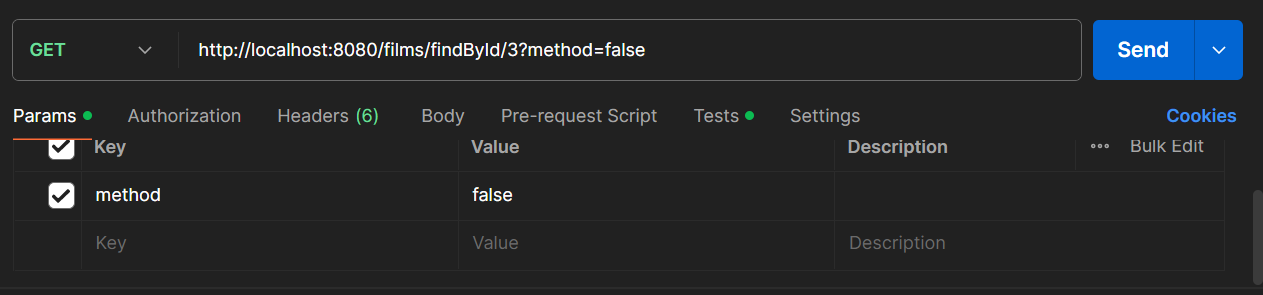 GET http://localhost:8080/films/findById/3?method=false Send
Params Authorization Headers (6) Body Pre-request Script Tests Settings Cookies
Key Value Description Bulk Edit
method false
Key Value Description